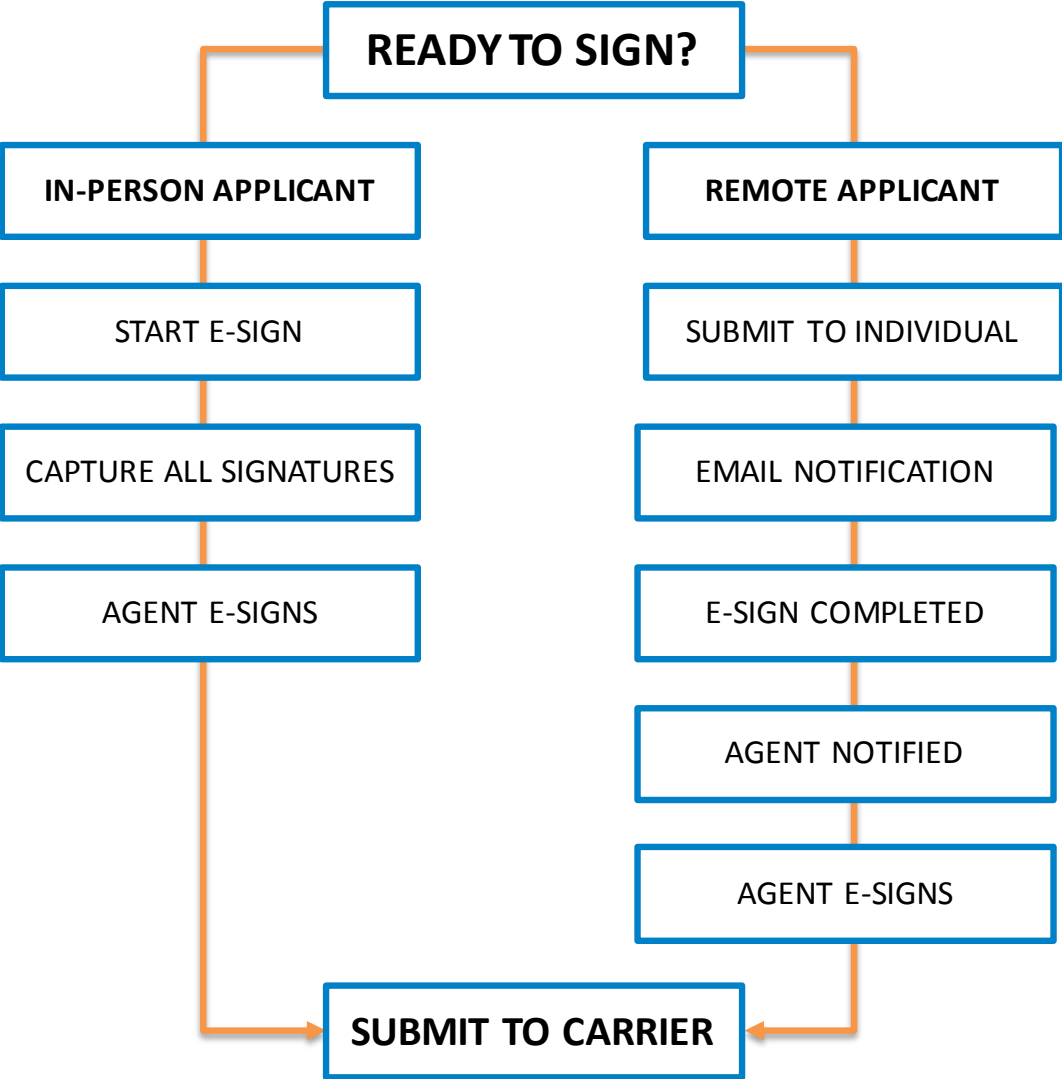 READY TO SIGN?
IN-PERSON APPLICANT
START E-SIGN
CAPTURE ALL SIGNATURES
AGENT E-SIGNS
REMOTE APPLICANT
SUBMIT TO INDIVIDUAL
EMAIL NOTIFICATION
E-SIGN COMPLETED
AGENT NOTIFIED
AGENT E-SIGNS
SUBMIT TO CARRIER